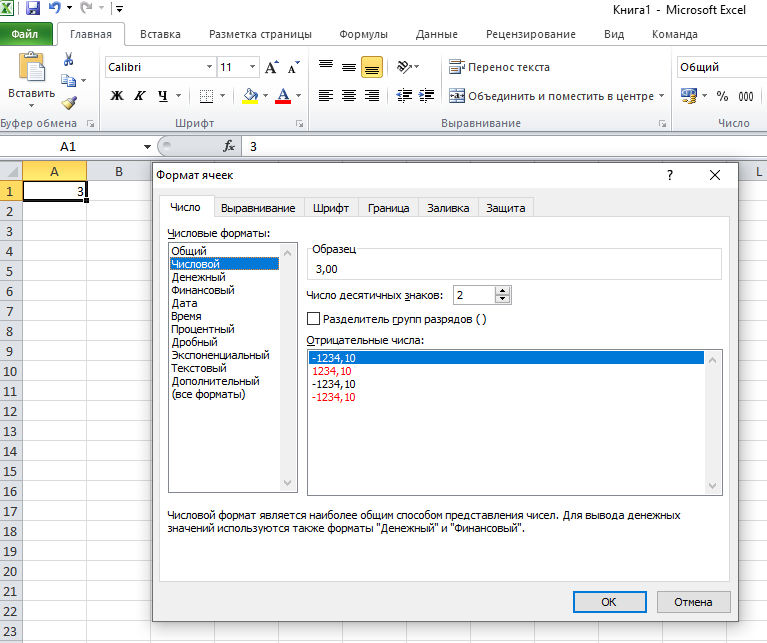 Книга1 - Microsoft Excel
Файл Главная Вставка Разметка страницы Формулы Данные Рецензирование Вид Команда
Вставить
Calibri 11
Ж К Ч
Перенос текста
Объединить и поместить в центре
Общий
% 000
Буфер обмена Шрифт Выравнивание Число
A1 fx 3
A B L
1 3
2
3
4
5
6
7
8
9
10
11
12
13
14
15
16
17
18
19
20
21
22
23
Формат ячеек ?
Число Выравнивание Шрифт Граница Заливка Защита
Числовые форматы:
Общий
Числовой
Денежный
Финансовый
Дата
Время
Процентный
Дробный
Экспоненциальный
Текстовый
Дополнительный
(все форматы)
Образец
3,00
Число десятичных знаков: 2
Разделитель групп разрядов ( )
Отрицательные числа:
-1234,10
1234,10
-1234,10
-1234,10
Числовой формат является наиболее общим способом представления чисел. Для вывода денежных
значений используются также форматы "Денежный" и "Финансовый".
ОК Отмена